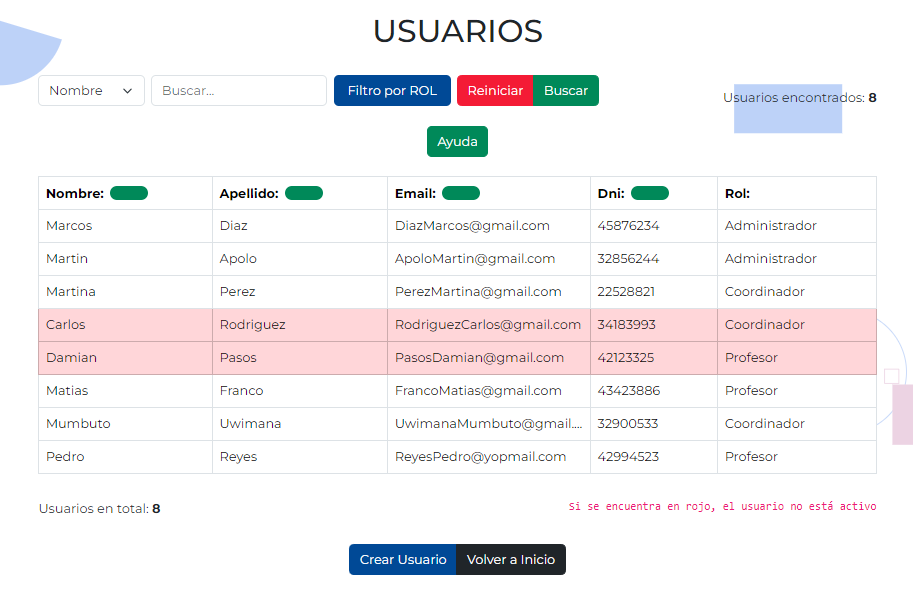 USUARIOS
Nombre Buscar... Filtro por ROL Reiniciar Buscar
Usuarios encontrados: 8
Ayuda
Nombre: Apellido: Email: Dni: Rol:
Marcos Diaz DiazMarcos@gmail.com 45876234 Administrador
Martin Apolo ApoloMartin@gmail.com 32856244 Administrador
Martina Perez PerezMartina@gmail.com 22528821 Coordinador
Carlos Rodriguez RodriguezCarlos@gmail.com 34183993 Coordinador
Damian Pasos PasosDamian@gmail.com 42123325 Profesor
Matias Franco FrancoMatias@gmail.com 43423886 Profesor
Mumbuto Uwimana UwimanaMumbuto@gmail.... 32900533 Coordinador
Pedro Reyes ReyesPedro@yopmail.com 42994523 Profesor
Usuarios en total: 8
Si se encuentra en rojo, el usuario no está activo
Crear Usuario Volver a Inicio